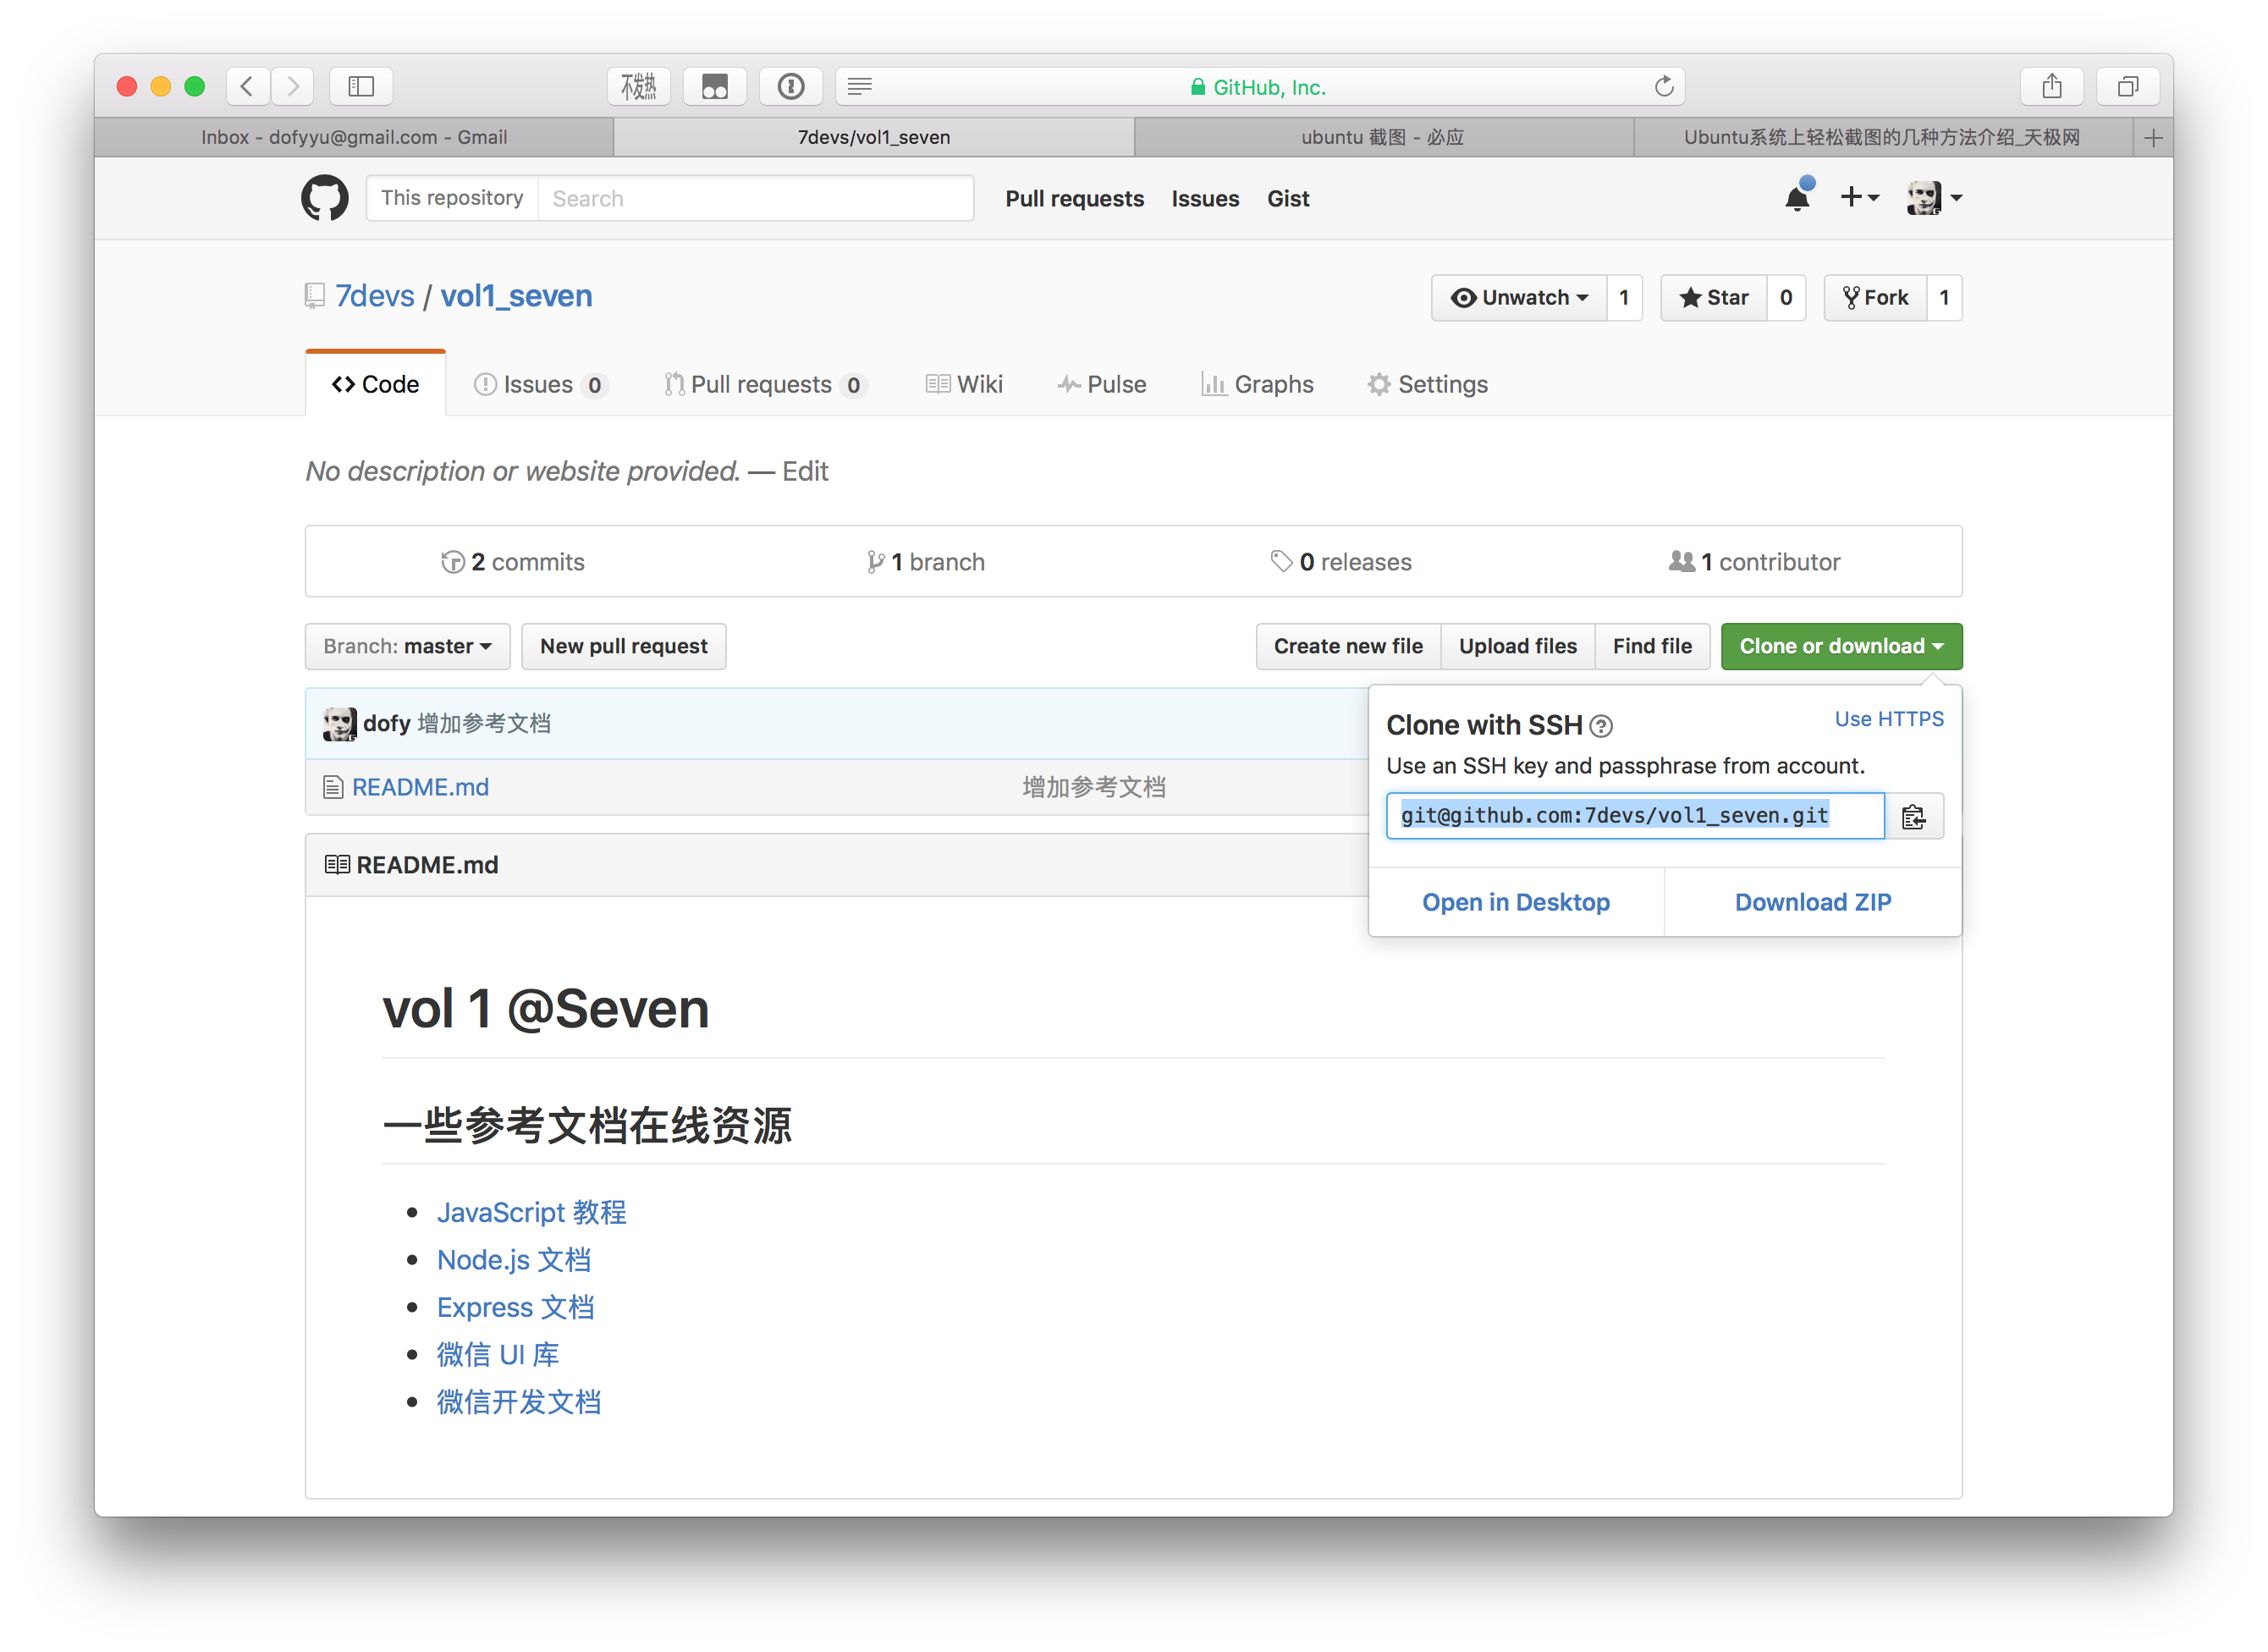 不发热
GitHub, Inc.
Inbox - dofyyu@gmail.com - Gmail
7devs/vol1_seven
ubuntu 截图 - 必应
Ubuntu系统上轻松截图的几种方法介绍_天极网
This repository Search
Pull requests Issues Gist
7devs / vol1_seven
Unwatch 1 Star 0 Fork 1
Code Issues 0 Pull requests 0 Wiki Pulse Graphs Settings
No description or website provided. — Edit
2 commits 1 branch 0 releases 1 contributor
Branch: master New pull request Create new file Upload files Find file Clone or download
dofy 增加参考文档
README.md 增加参考文档
Clone with SSH Use HTTPS
Use an SSH key and passphrase from account.
git@github.com:7devs/vol1_seven.git
Open in Desktop Download ZIP
README.md
vol 1 @Seven
一些参考文档在线资源
JavaScript 教程
Node.js 文档
Express 文档
微信 UI 库
微信开发文档